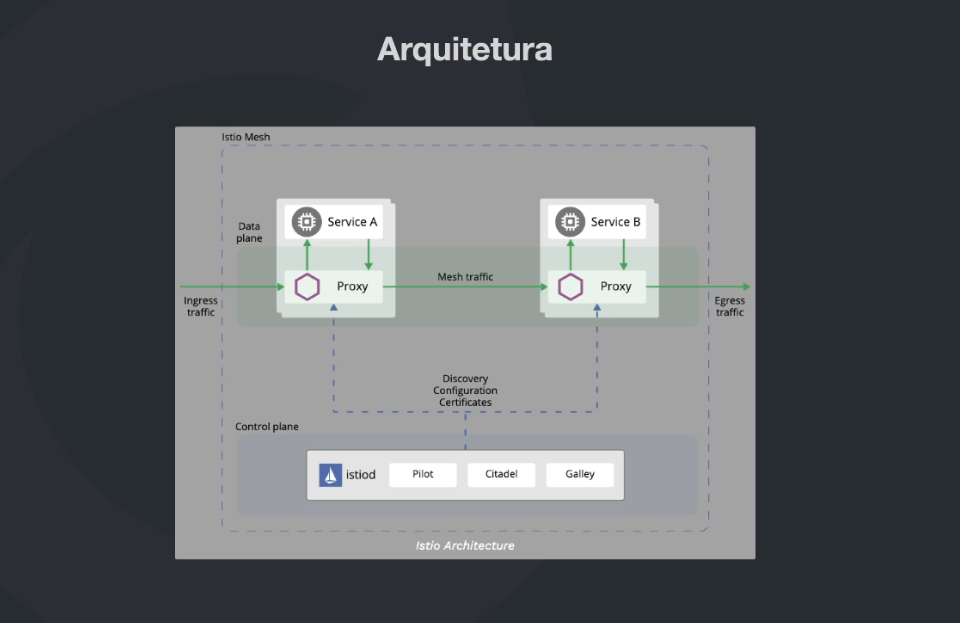 Arquitetura
Istio Mesh
Data
plane
Service A
Service B
Proxy
Mesh traffic
Proxy
Ingress
traffic
Egress
traffic
Discovery
Configuration
Certificates
Control plane
istiod
Pilot
Citadel
Galley
Istio Architecture